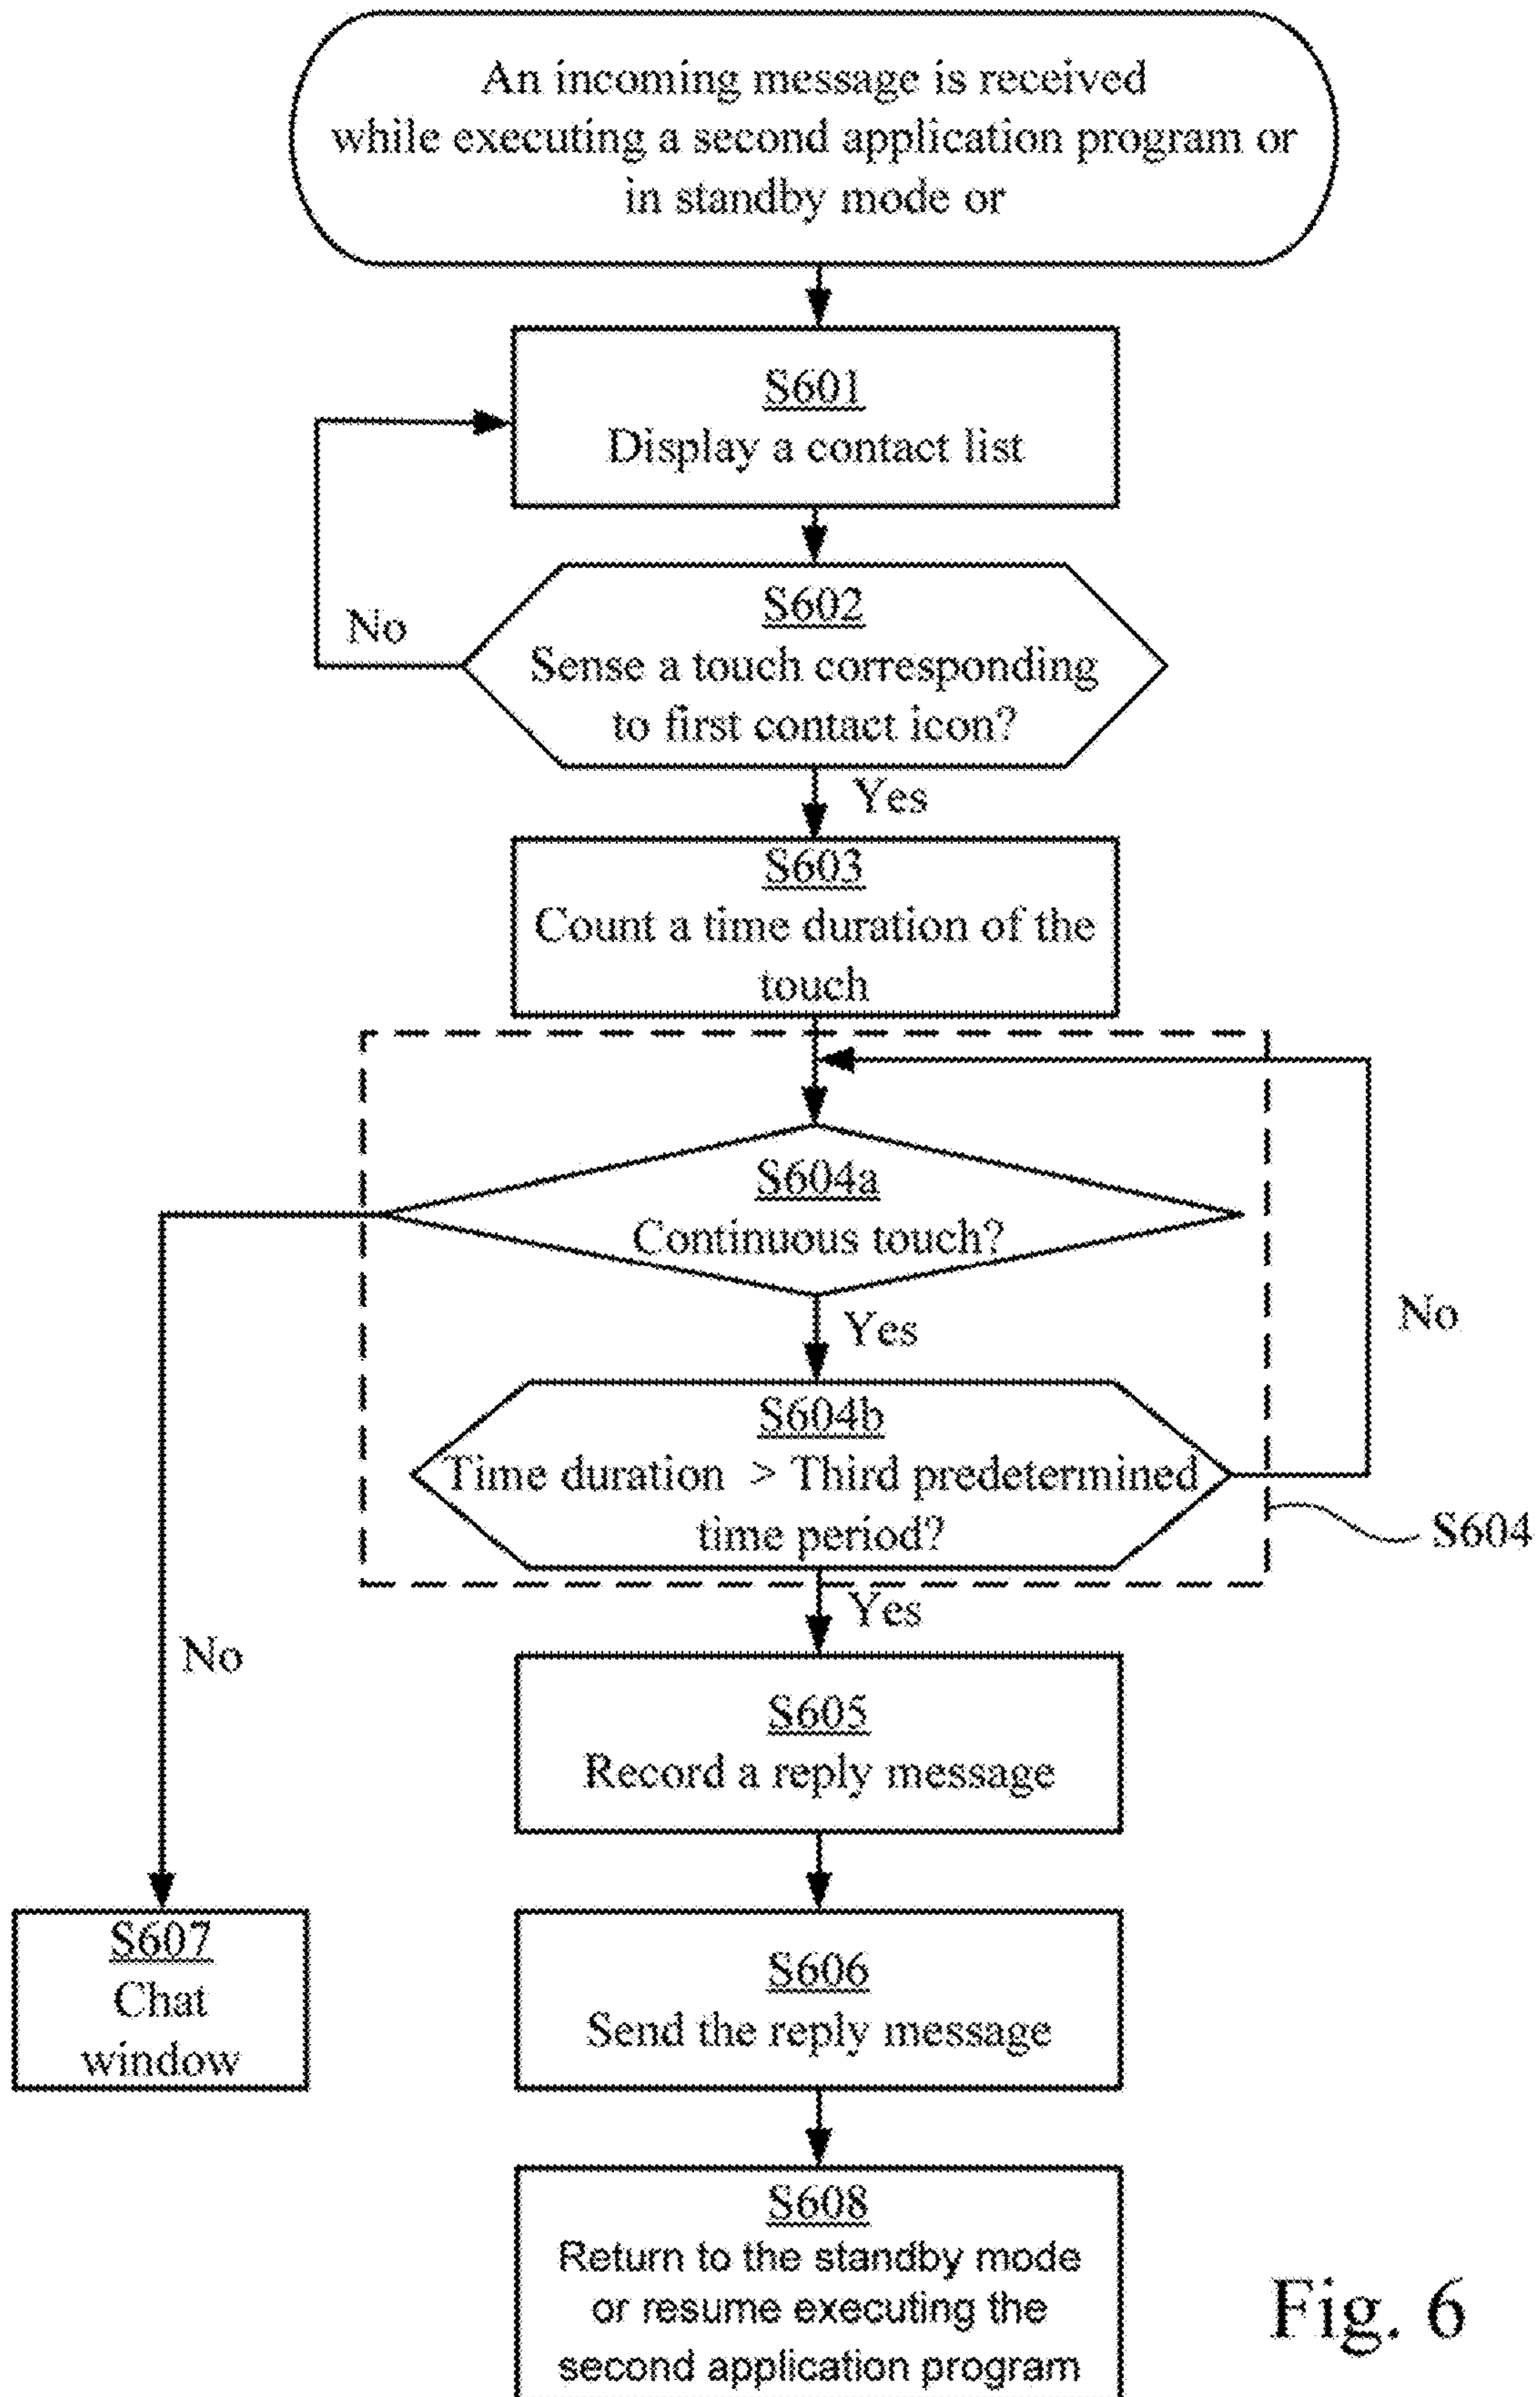 An incoming message is received
while executing a second application program or
in standby mode or
S601
Display a contact list
S602
Sense a touch corresponding
to first contact icon?
No
Yes
S603
Count a time duration of the
touch
S604a
Continuous touch?
Yes
No
S604b
Time duration > Third predetermined
time period?
S604
Yes
No
S605
Record a reply message
S607
Chat
window
S606
Send the reply message
S608
Return to the standby mode
or resume executing the
second application program
Fig. 6